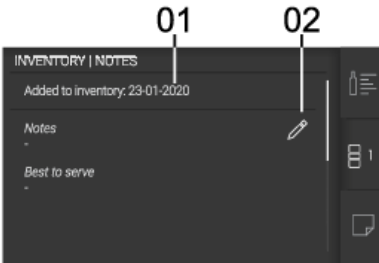 01 02
INVENTORY | NOTES
Added to inventory: 23-01-2020
Notes
-
Best to serve
-
1